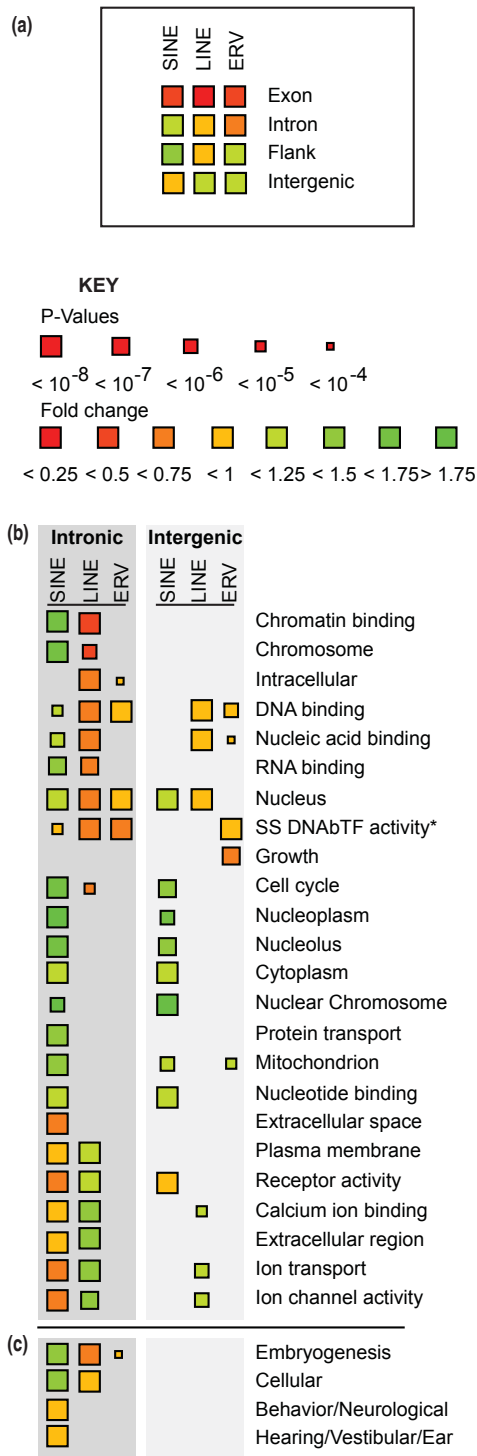 (a)
SINE LINE ERV
Exon
Intron
Flank
Intergenic
KEY
P-Values
< 10-8 < 10-7 < 10-6 < 10-5 < 10-4
Fold change
< 0.25 < 0.5 < 0.75 < 1 < 1.25 < 1.5 < 1.75 > 1.75
(b)
Intronic Intergenic
SINE LINE ERV SINE LINE ERV
Chromatin binding
Chromosome
Intracellular
DNA binding
Nucleic acid binding
RNA binding
Nucleus
SS DNAbTF activity*
Growth
Cell cycle
Nucleoplasm
Nucleolus
Cytoplasm
Nuclear Chromosome
Protein transport
Mitochondrion
Nucleotide binding
Extracellular space
Plasma membrane
Receptor activity
Calcium ion binding
Extracellular region
Ion transport
Ion channel activity
(c)
Embryogenesis
Cellular
Behavior/Neurological
Hearing/Vestibular/Ear